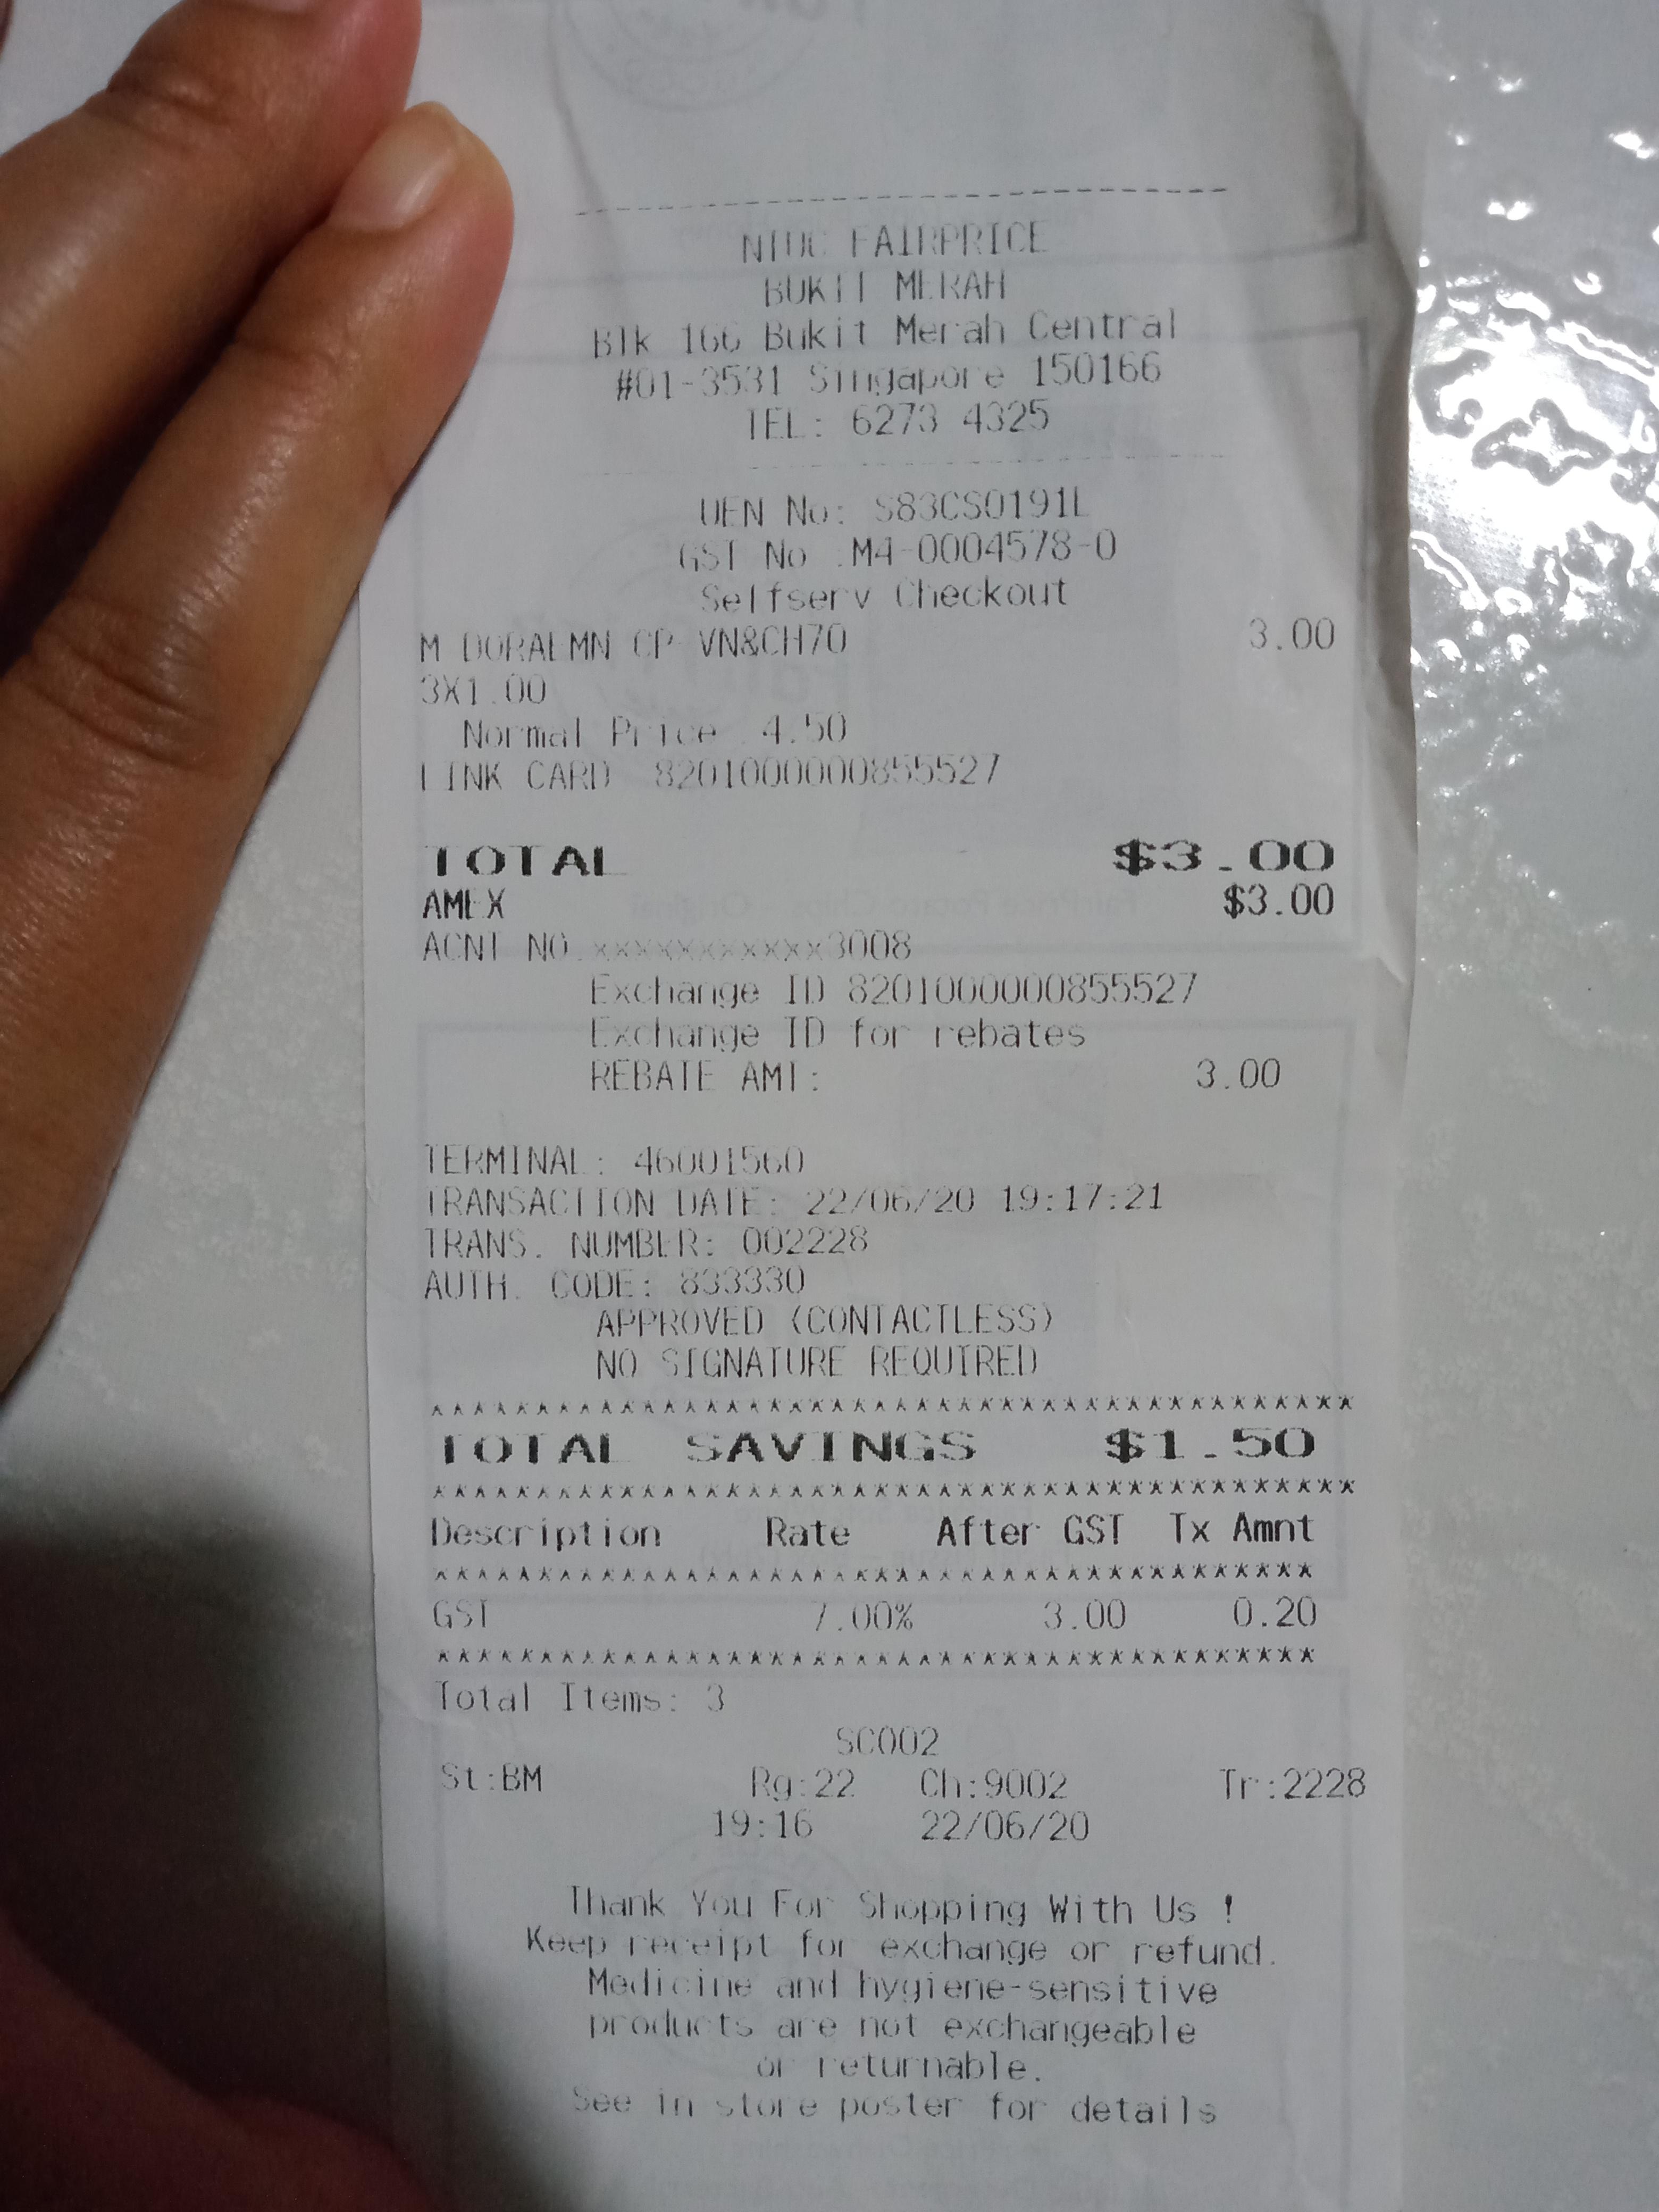 NTUC FAIRPRICE
BUKIT MERAH
Blk 166 Bukit Merah Central
#01-3531 Singapore 150166
TEL: 6273 4325
UEN No: S83CS0191L
GST No :M4-0004578-0
Selfserv Checkout
M DORAEMN CP VN&CH70 3.00
3X1.00
Normal Price 4.50
LINK CARD 8201000000855527
TOTAL $3.00
AMEX $3.00
ACNT NO.xxxxxxxxxxx3008
Exchange ID 8201000000855527
Exchange ID for rebates
REBATE AMT: 3.00
TERMINAL: 46001560
TRANSACTION DATE: 22/06/20 19:17:21
TRANS. NUMBER: 002228
AUTH. CODE: 833330
APPROVED (CONTACTLESS)
NO SIGNATURE REQUIRED
TOTAL SAVINGS $1.50
Description Rate After GST Tx Amnt
GST 7.00% 3.00 0.20
Total Items: 3
SC002
St:BM Rg:22 Ch:9002 Tr:2228
19:16 22/06/20
Thank You For Shopping With Us !
Keep receipt for exchange or refund.
Medicine and hygiene-sensitive
products are not exchangeable
or returnable.
See in store poster for details